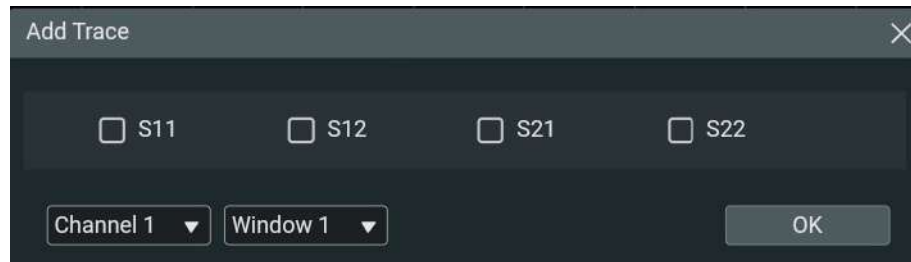 Add Trace
S11 S12 S21 S22
Channel 1 Window 1 OK